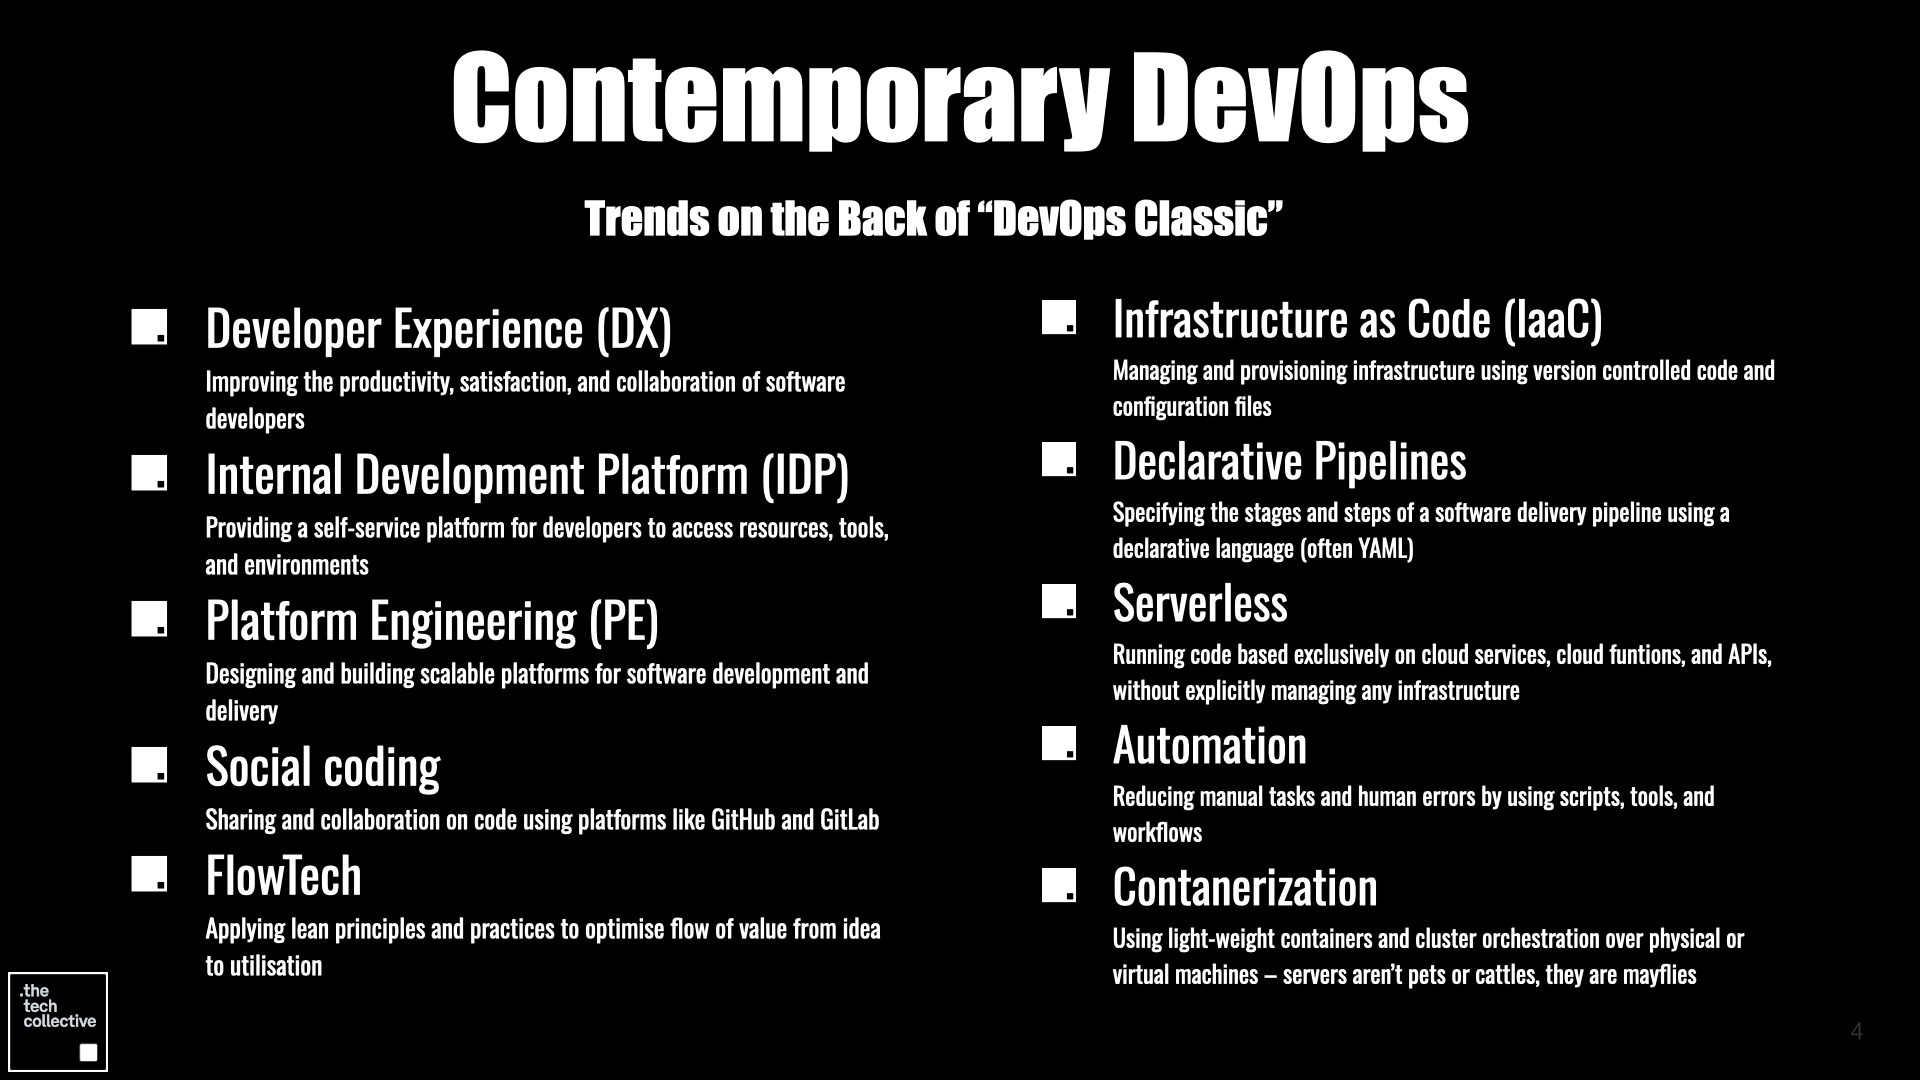 Contemporary DevOps
Trends on the Back of “DevOps Classic”
Developer Experience (DX)
Improving the productivity, satisfaction, and collaboration of software
developers
Internal Development Platform (IDP)
Providing a self-service platform for developers to access resources, tools,
and environments
Platform Engineering (PE)
Designing and building scalable platforms for software development and
delivery
Social coding
Sharing and collaboration on code using platforms like GitHub and GitLab
FlowTech
Applying lean principles and practices to optimise flow of value from idea
to utilisation
Infrastructure as Code (IaaC)
Managing and provisioning infrastructure using version controlled code and
configuration files
Declarative Pipelines
Specifying the stages and steps of a software delivery pipeline using a
declarative language (often YAML)
Serverless
Running code based exclusively on cloud services, cloud funtions, and APIs,
without explicitly managing any infrastructure
Automation
Reducing manual tasks and human errors by using scripts, tools, and
workflows
Contanerization
Using light-weight containers and cluster orchestration over physical or
virtual machines – servers aren’t pets or cattles, they are mayflies
.the
tech
collective
4